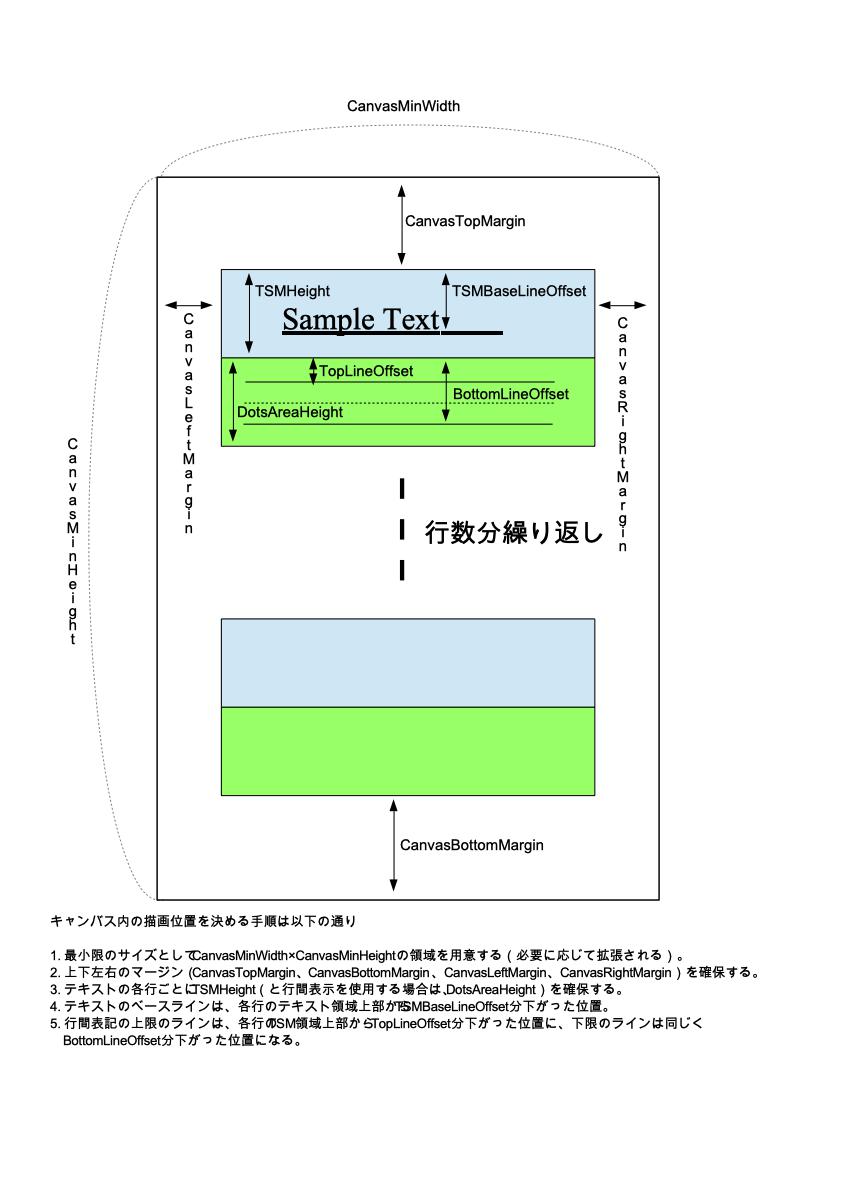 CanvasMinWidth
CanvasTopMargin
TSMHeight
TSMBaseLineOffset
Sample Text
CanvasLeftMargin
CanvasRightMargin
TopLineOffset
BottomLineOffset
DotsAreaHeight
CanvasMinHeight
行数分繰り返し
CanvasBottomMargin
キャンバス内の描画位置を決める手順は以下の通り
1. 最小限のサイズとしてCanvasMinWidth×CanvasMinHeightの領域を用意する（必要に応じて拡張される）。
2. 上下左右のマージン（CanvasTopMargin、CanvasBottomMargin、CanvasLeftMargin、CanvasRightMargin）を確保する。
3. テキストの各行ごとにTSMHeight（と行間表示を使用する場合は、DotsAreaHeight）を確保する。
4. テキストのベースラインは、各行のテキスト領域上部からTSMBaseLineOffset分下がった位置。
5. 行間表記の上限のラインは、各行のTSM領域上部からTopLineOffset分下がった位置に、下限のラインは同じく
BottomLineOffset分下がった位置になる。